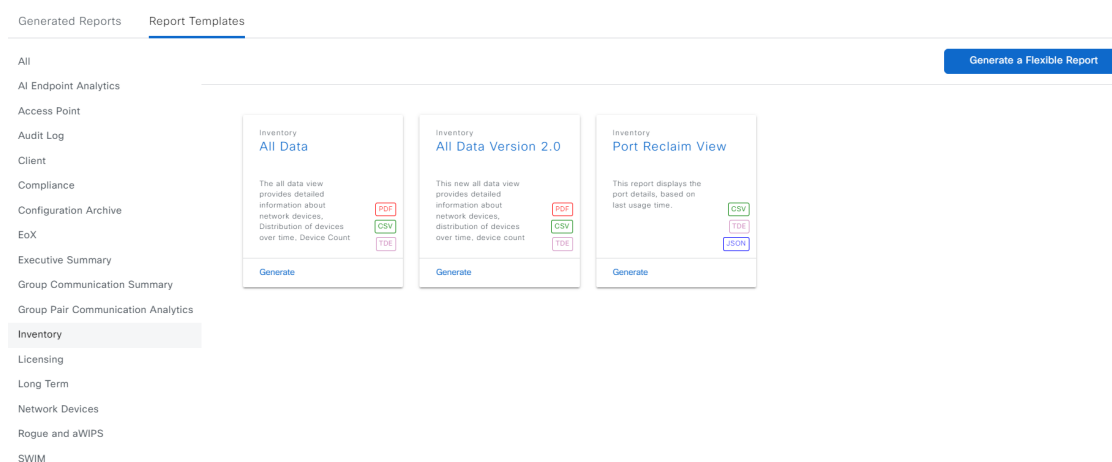 Generated Reports
Report Templates
All
AI Endpoint Analytics
Access Point
Audit Log
Client
Compliance
Configuration Archive
EoX
Executive Summary
Group Communication Summary
Group Pair Communication Analytics
Inventory
Licensing
Long Term
Network Devices
Rogue and aWIPS
SWIM
Generate a Flexible Report
Inventory
All Data
The all data view
provides detailed
information about
network devices,
Distribution of devices
over time, Device Count
PDF
CSV
TDE
Generate
Inventory
All Data Version 2.0
This new all data view
provides detailed
information about
network devices,
distribution of devices
over time, device count
PDF
CSV
TDE
Generate
Inventory
Port Reclaim View
This report displays the
port details, based on
last usage time.
CSV
TDE
JSON
Generate